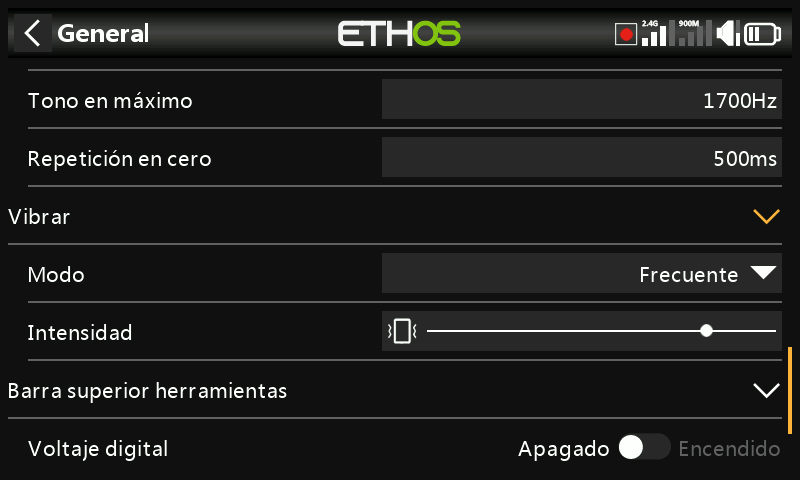 General
ETHOS
2.4G
900M
Tono en máximo
1700Hz
Repetición en cero
500ms
Vibrar
Modo
Frecuente
Intensidad
Barra superior herramientas
Voltaje digital
Apagado
Encendido